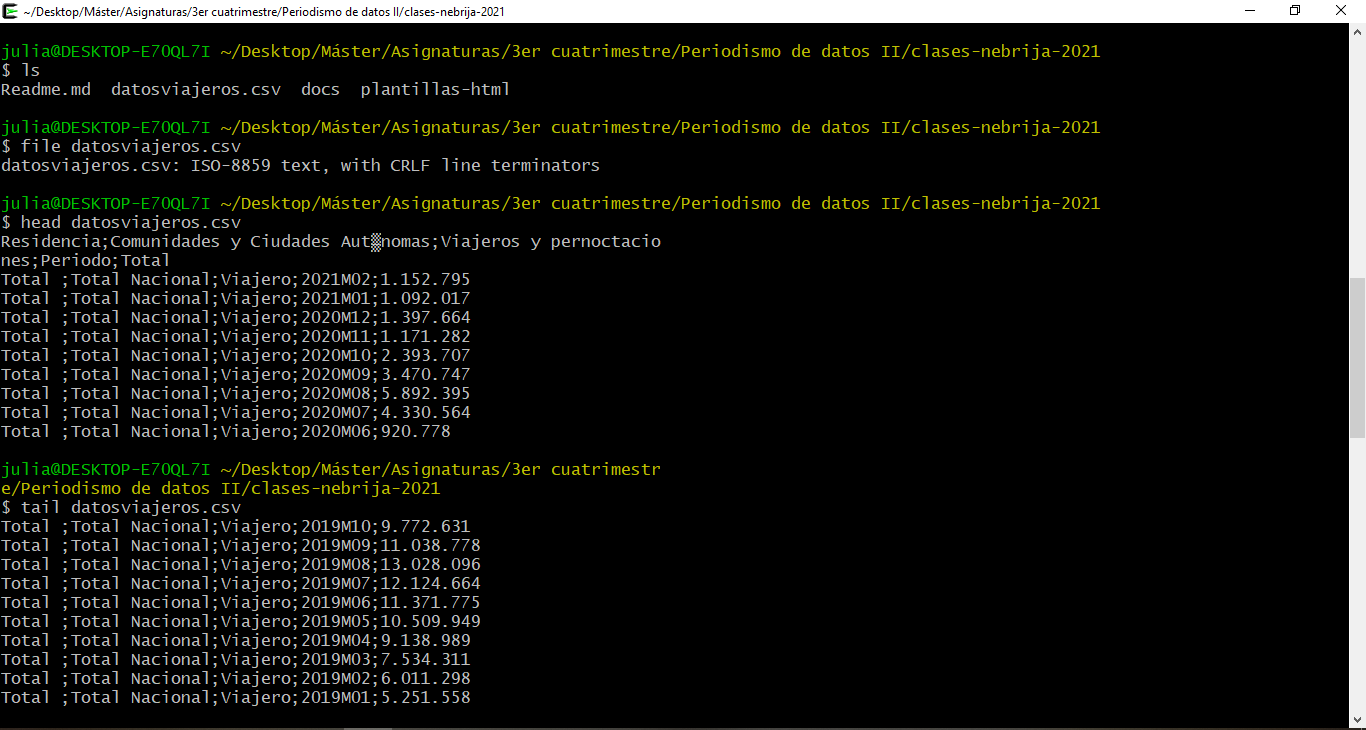 ~/Desktop/Máster/Asignaturas/3er cuatrimestre/Periodismo de datos II/clases-nebrija-2021
julia@DESKTOP-E7OQL7I ~/Desktop/Máster/Asignaturas/3er cuatrimestre/Periodismo de datos II/clases-nebrija-2021
$ ls
Readme.md  datosviajeros.csv  docs  plantillas-html
julia@DESKTOP-E7OQL7I ~/Desktop/Máster/Asignaturas/3er cuatrimestre/Periodismo de datos II/clases-nebrija-2021
$ file datosviajeros.csv
datosviajeros.csv: ISO-8859 text, with CRLF line terminators
julia@DESKTOP-E7OQL7I ~/Desktop/Máster/Asignaturas/3er cuatrimestre/Periodismo de datos II/clases-nebrija-2021
$ head datosviajeros.csv
Residencia;Comunidades y Ciudades Aut▒nomas;Viajeros y pernoctacio
nes;Periodo;Total
Total ;Total Nacional;Viajero;2021M02;1.152.795
Total ;Total Nacional;Viajero;2021M01;1.092.017
Total ;Total Nacional;Viajero;2020M12;1.397.664
Total ;Total Nacional;Viajero;2020M11;1.171.282
Total ;Total Nacional;Viajero;2020M10;2.393.707
Total ;Total Nacional;Viajero;2020M09;3.470.747
Total ;Total Nacional;Viajero;2020M08;5.892.395
Total ;Total Nacional;Viajero;2020M07;4.330.564
Total ;Total Nacional;Viajero;2020M06;920.778
julia@DESKTOP-E7OQL7I ~/Desktop/Máster/Asignaturas/3er cuatrimestr
e/Periodismo de datos II/clases-nebrija-2021
$ tail datosviajeros.csv
Total ;Total Nacional;Viajero;2019M10;9.772.631
Total ;Total Nacional;Viajero;2019M09;11.038.778
Total ;Total Nacional;Viajero;2019M08;13.028.096
Total ;Total Nacional;Viajero;2019M07;12.124.664
Total ;Total Nacional;Viajero;2019M06;11.371.775
Total ;Total Nacional;Viajero;2019M05;10.509.949
Total ;Total Nacional;Viajero;2019M04;9.138.989
Total ;Total Nacional;Viajero;2019M03;7.534.311
Total ;Total Nacional;Viajero;2019M02;6.011.298
Total ;Total Nacional;Viajero;2019M01;5.251.558